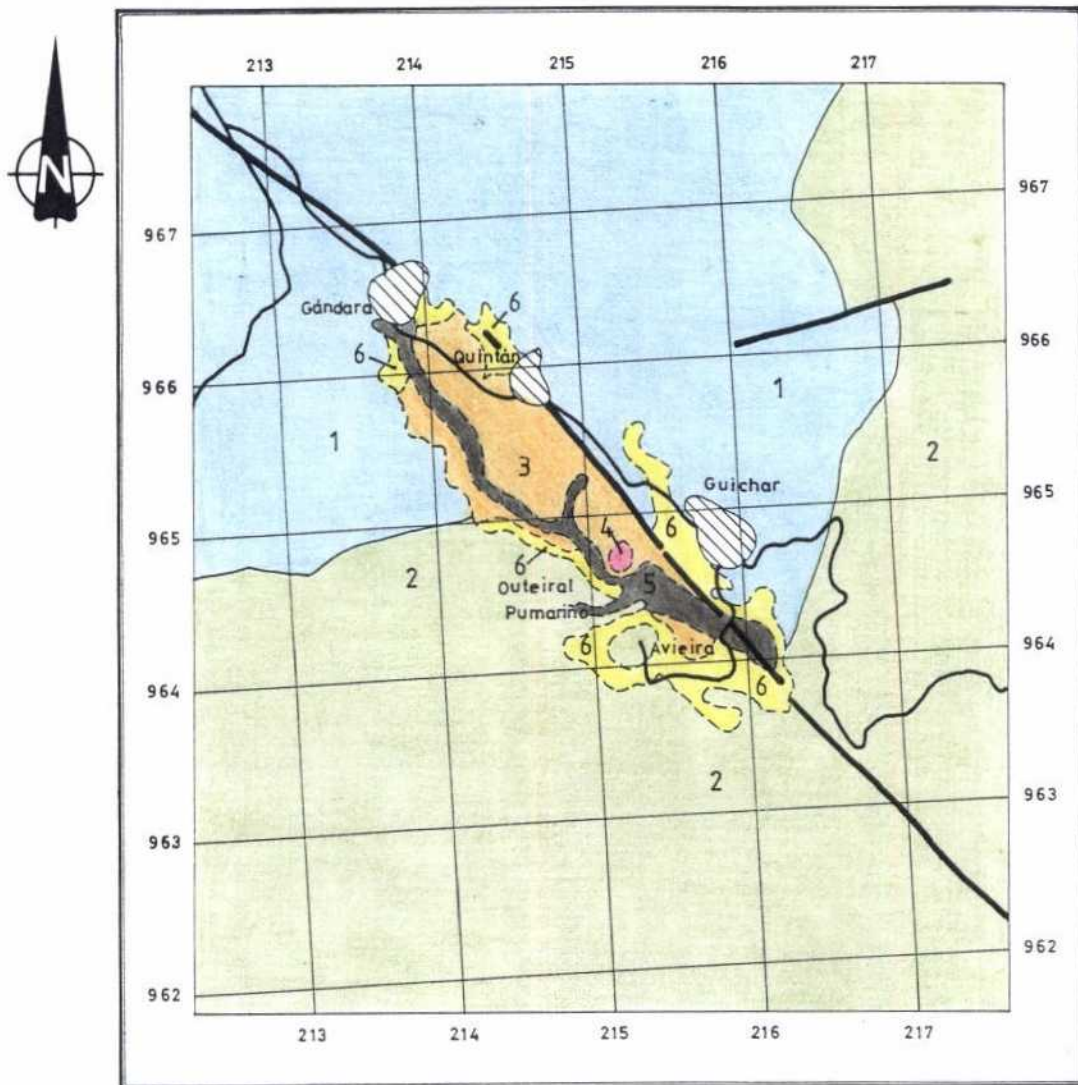 213 214 215 216 217
N
967 967
Gándara 6
Quintán 966
6 1
966
1 2
3 Guichar
965
4 6
965
2 6 5
Outeiral
Pumariño
6 Avieira 964
964 6
2
963
963
962
962
213 214 215 216 217